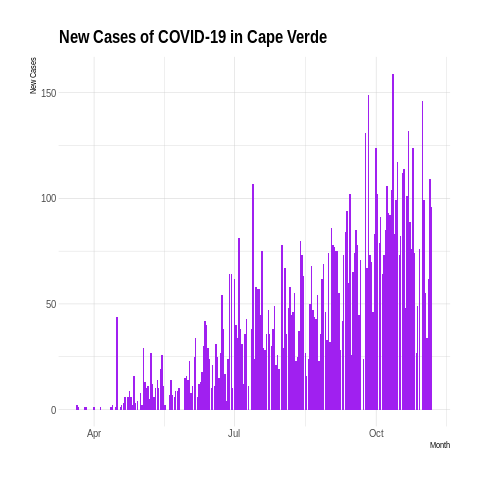 New Cases of COVID-19 in Cape Verde
New Cases
150
100
50
0
Apr
Jul
Oct
Month